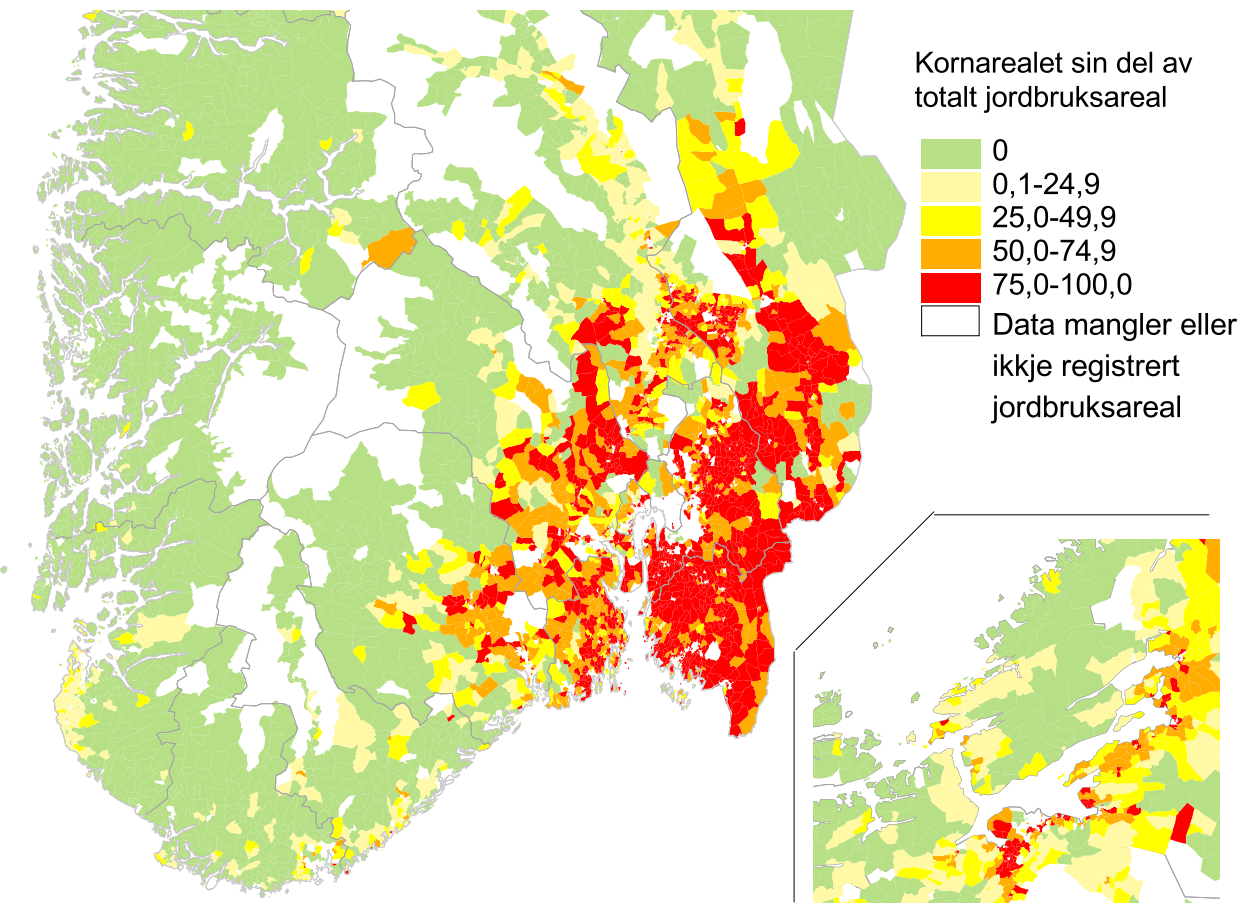 Kornarealet sin del av
totalt jordbruksareal
0
0,1-24,9
25,0-49,9
50,0-74,9
75,0-100,0
Data mangler eller
ikkje registrert
jordbruksareal